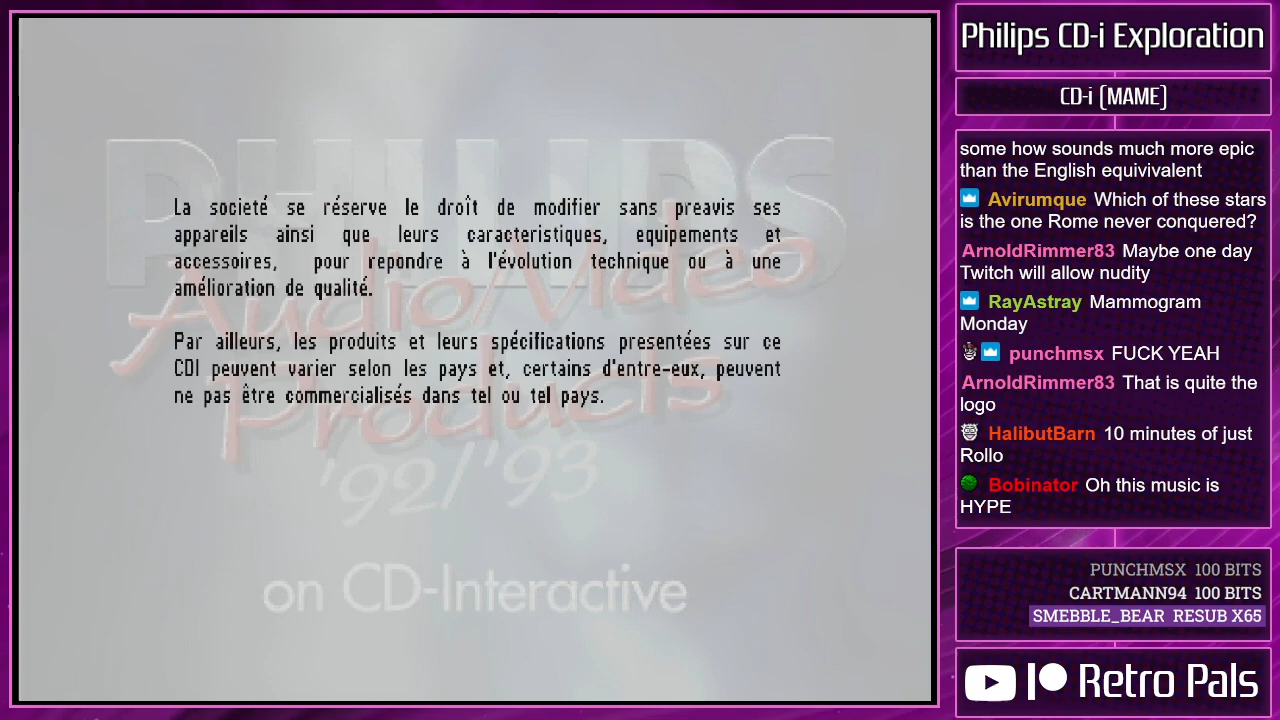 La societé se réserve le droît de modifier sans preavis ses
appareils ainsi que leurs caracteristiques, equipements et
accessoires, pour repondre à l'évolution technique ou à une
amélioration de qualité.
Par ailleurs, les produits et leurs spécifications presentées sur ce
CDI peuvent varier selon les pays et, certains d'entre-eux, peuvent
ne pas être commercialisés dans tel ou tel pays.
PHILIPS
Audio/Video
Products
'92/'93
on CD-Interactive
Philips CD-i Exploration
CD-i [MAME]
some how sounds much more epic
than the English equivivalent
Avirumque Which of these stars
is the one Rome never conquered?
ArnoldRimmer83 Maybe one day
Twitch will allow nudity
RayAstray Mammogram
Monday
punchmsx FUCK YEAH
ArnoldRimmer83 That is quite the
logo
HalibutBarn 10 minutes of just
Rollo
Bobinator Oh this music is
HYPE
PUNCHMSX 100 BITS
CARTMANN94 100 BITS
SMEBBLE_BEAR RESUB X65
Retro Pals